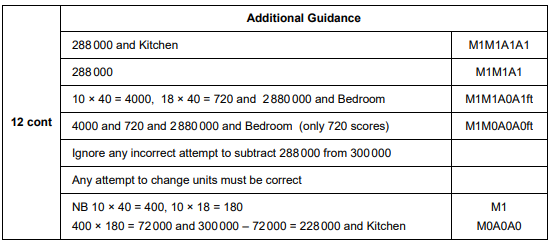 Additional Guidance
288 000 and Kitchen M1M1A1A1
288 000 M1M1A1
10 × 40 = 4000, 18 × 40 = 720 and 2 880 000 and Bedroom M1M1A0A1ft
12 cont 4000 and 720 and 2 880 000 and Bedroom (only 720 scores) M1M0A0A0ft
Ignore any incorrect attempt to subtract 288 000 from 300 000
Any attempt to change units must be correct
NB 10 × 40 = 400, 10 × 18 = 180 M1
400 × 180 = 72 000 and 300 000 – 72 000 = 228 000 and Kitchen M0A0A0